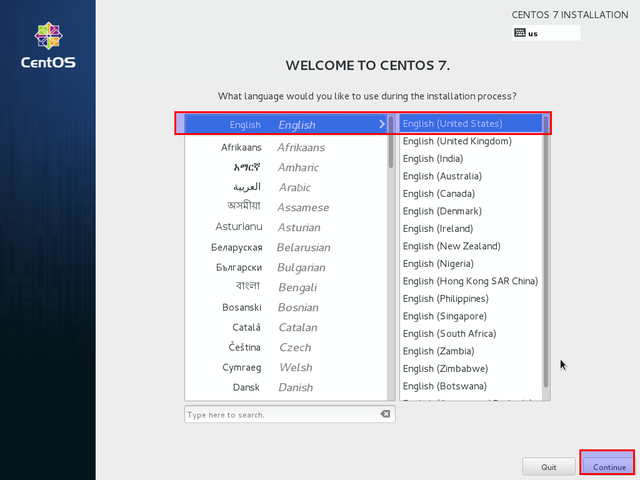 CentOS
CENTOS 7 INSTALLATION
us
WELCOME TO CENTOS 7.
What language would you like to use during the installation process?
English English
Afrikaans Afrikaans
አማርኛ Amharic
العربية Arabic
অসমীয়া Assamese
Asturianu Asturian
Беларуская Belarusian
Български Bulgarian
বাংলা Bengali
Bosanski Bosnian
Català Catalan
Čeština Czech
Cymraeg Welsh
Dansk Danish
Type here to search.
English (United States)
English (United Kingdom)
English (India)
English (Australia)
English (Canada)
English (Denmark)
English (Ireland)
English (New Zealand)
English (Nigeria)
English (Hong Kong SAR China)
English (Philippines)
English (Singapore)
English (South Africa)
English (Zambia)
English (Zimbabwe)
English (Botswana)
Quit
Continue